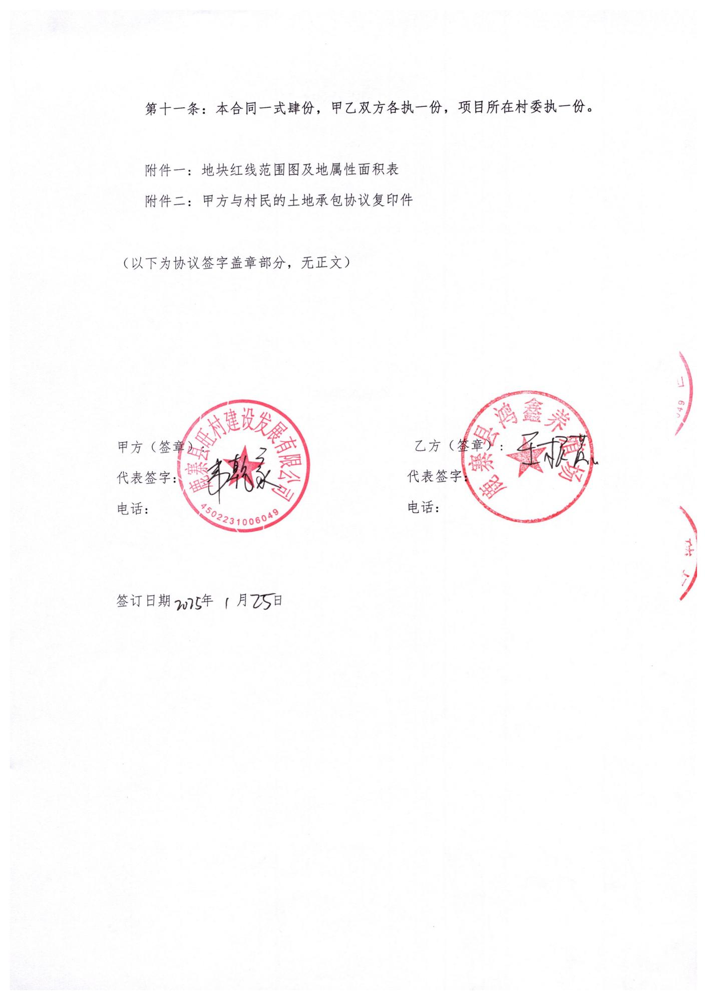 第十一条：本合同一式肆份，甲乙双方各执一份，项目所在村委执一份。
附件一：地块红线范围图及地属性面积表
附件二：甲方与村民的土地承包协议复印件
（以下为协议签字盖章部分，无正文）
甲方（签章）：
乙方（签章）：
鹿寨县旺村建设发展有限公司
4502231006049
鹿寨县鸿鑫养殖场
代表签字：
代表签字：
电话：
电话：
签订日期2025年 1 月25日
049